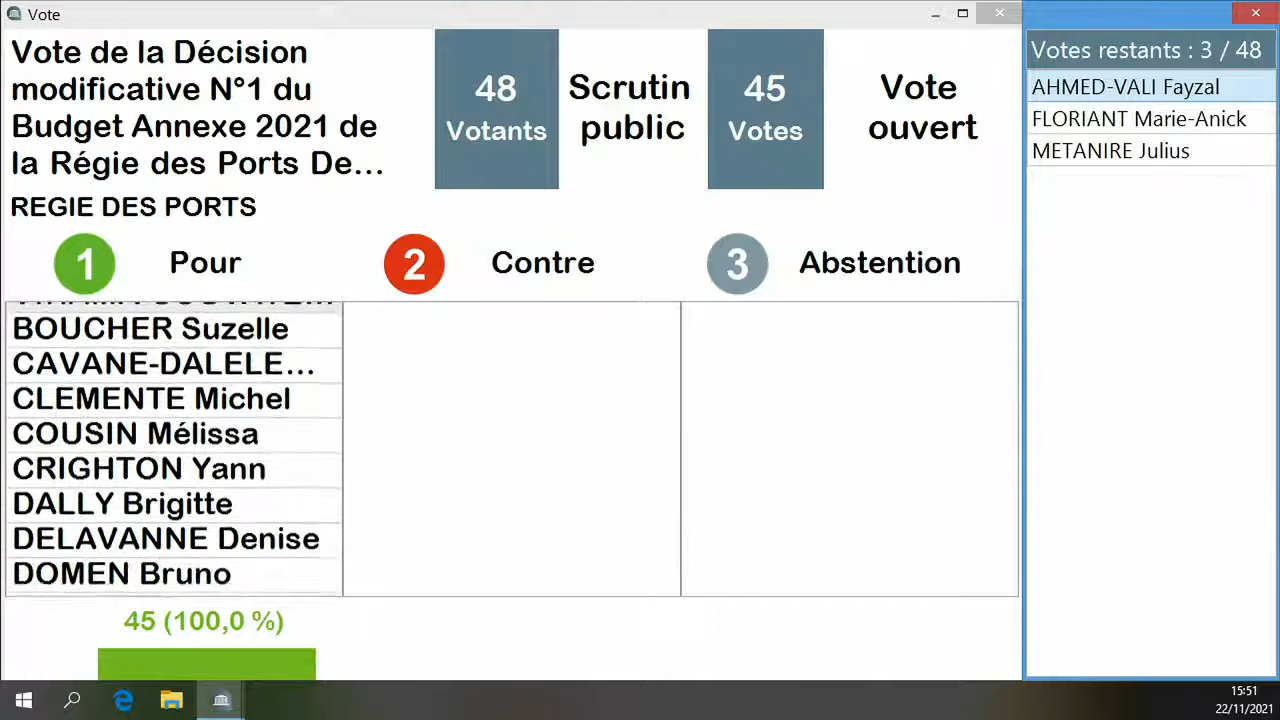 Vote
Vote de la Décision
modificative N°1 du
Budget Annexe 2021 de
la Régie des Ports De...
REGIE DES PORTS
48
Votants
Scrutin
public
45
Votes
Vote
ouvert
1 Pour
2 Contre
3 Abstention
BOUCHER Suzelle
CAVANE-DALELE...
CLEMENTE Michel
COUSIN Mélissa
CRIGHTON Yann
DALLY Brigitte
DELAVANNE Denise
DOMEN Bruno
45 (100,0 %)
Votes restants : 3 / 48
AHMED-VALI Fayzal
FLORIANT Marie-Anick
METANIRE Julius
15:51
22/11/2021